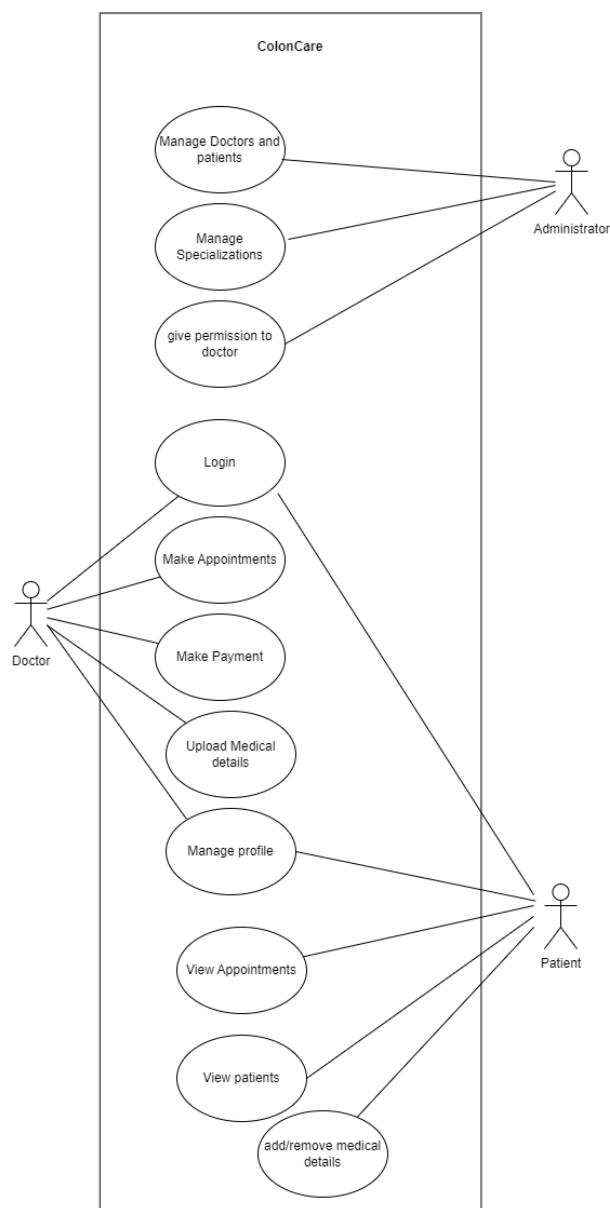 ColonCare
Manage Doctors and
patients
Administrator
Manage
Specializations
give permission to
doctor
Login
Make Appointments
Doctor
Make Payment
Upload Medical
details
Manage profile
Patient
View Appointments
View patients
add/remove medical
details